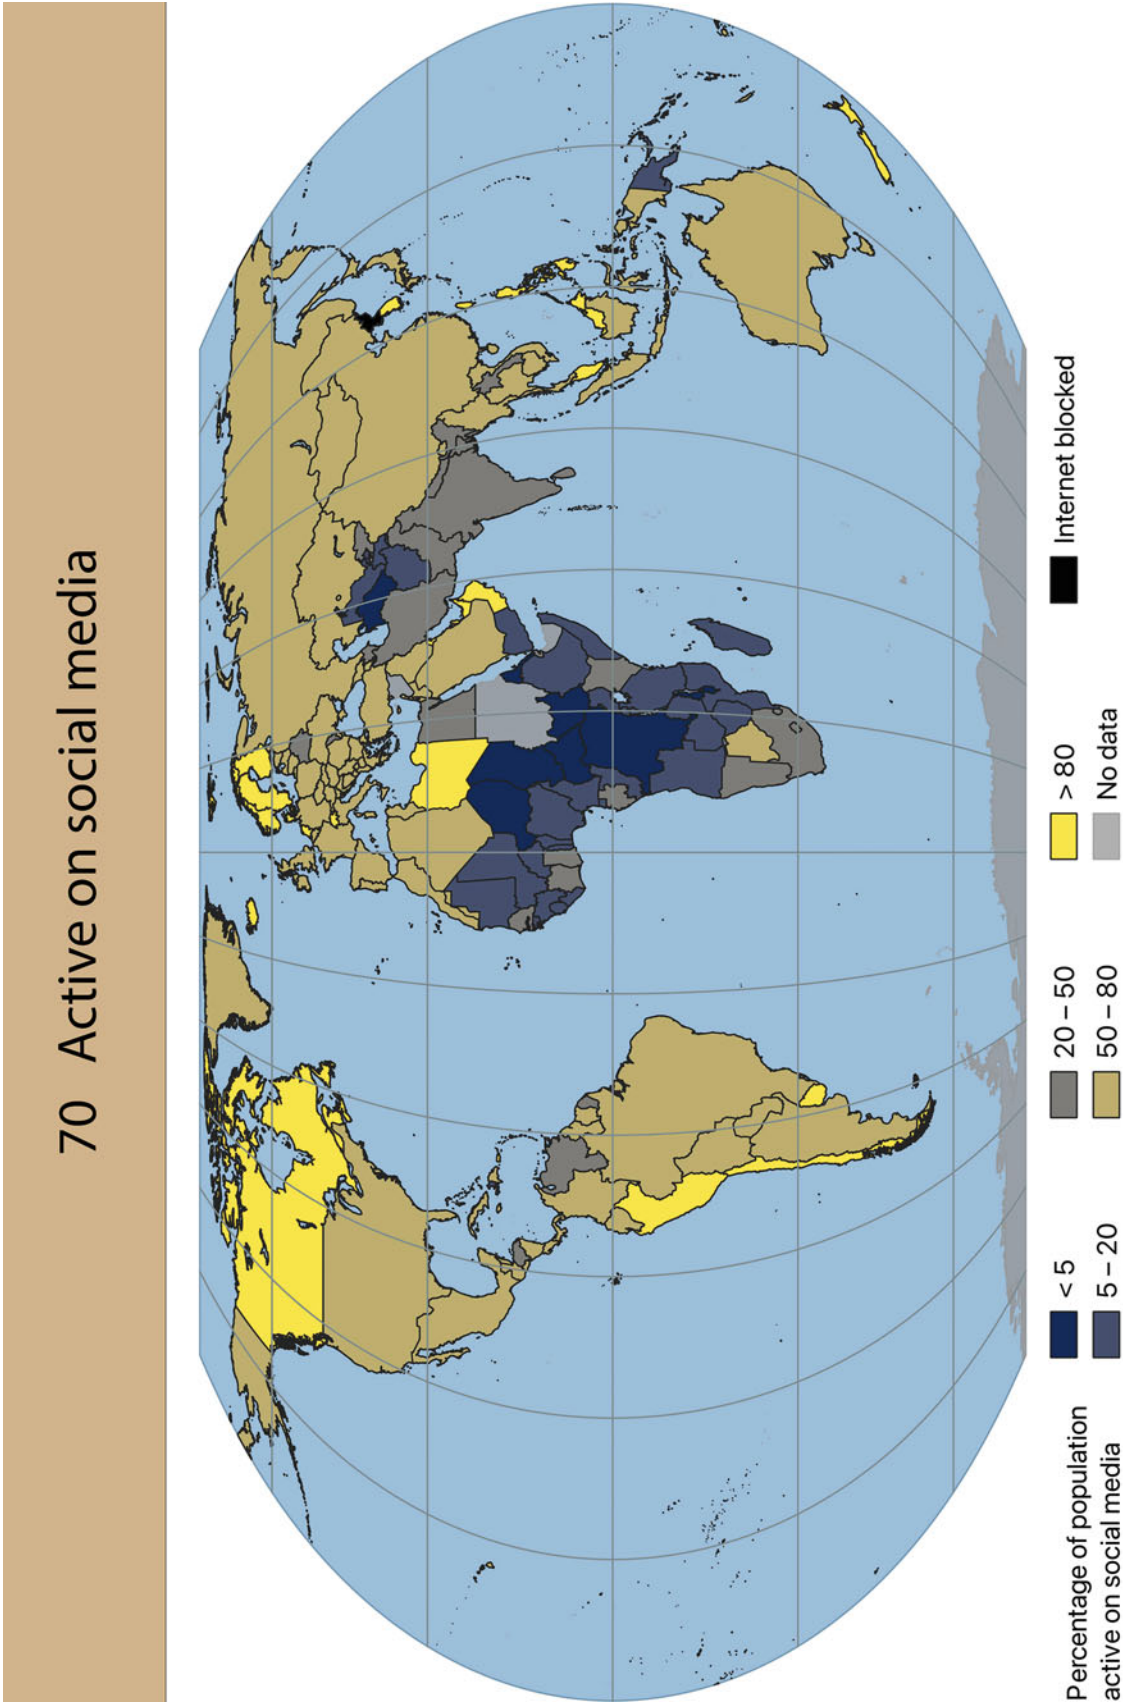 70 Active on social media
Percentage of population
active on social media
< 5
5 – 20
20 – 50
50 – 80
> 80
No data
Internet blocked